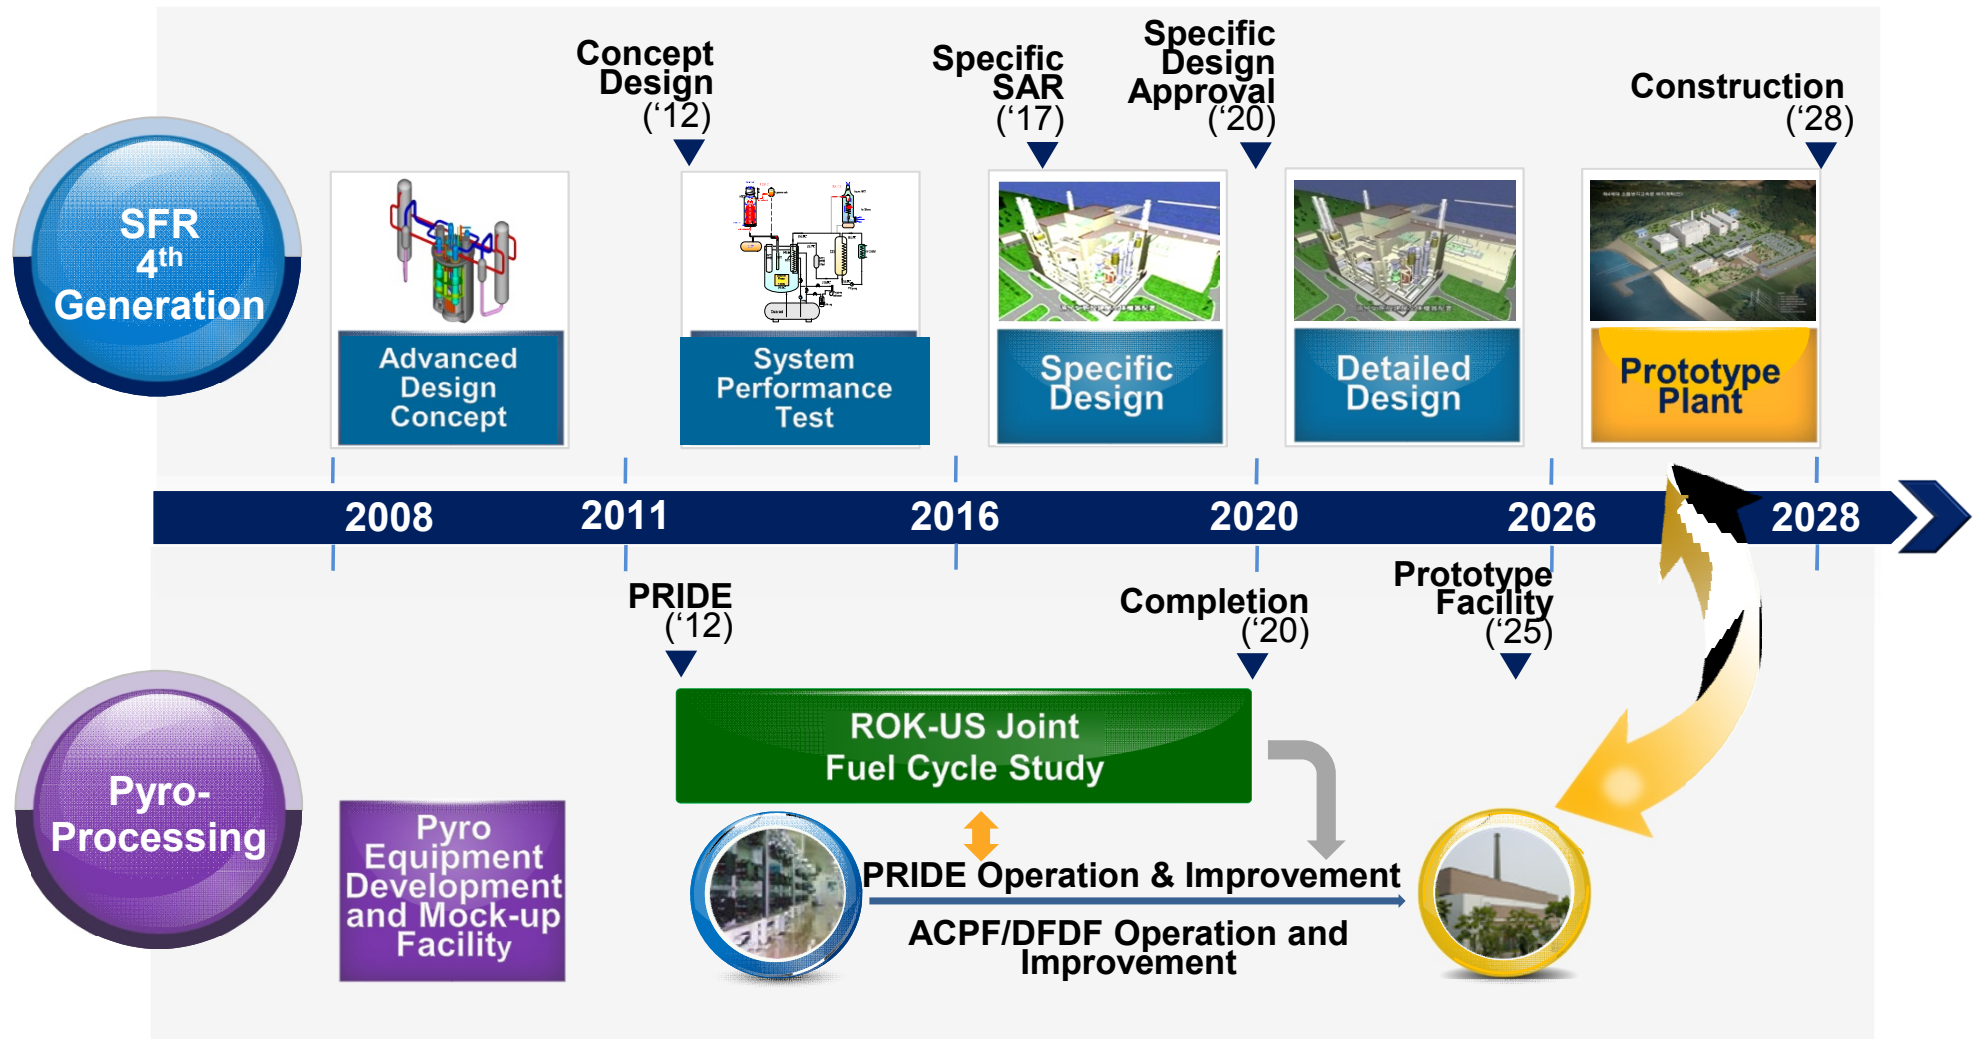 Concept
Design
(‘12)
Specific
SAR
(‘17)
Specific
Design
Approval
(‘20)
Construction
(‘28)
SFR
4th
Generation
Advanced
Design
Concept
System
Performance
Test
Specific
Design
Detailed
Design
Prototype
Plant
2008
2011
2016
2020
2026
2028
PRIDE
(‘12)
Completion
(‘20)
Prototype
Facility
(‘25)
Pyro-
Processing
ROK-US Joint
Fuel Cycle Study
Pyro
Equipment
Development
and Mock-up
Facility
PRIDE Operation & Improvement
ACPF/DFDF Operation and
Improvement